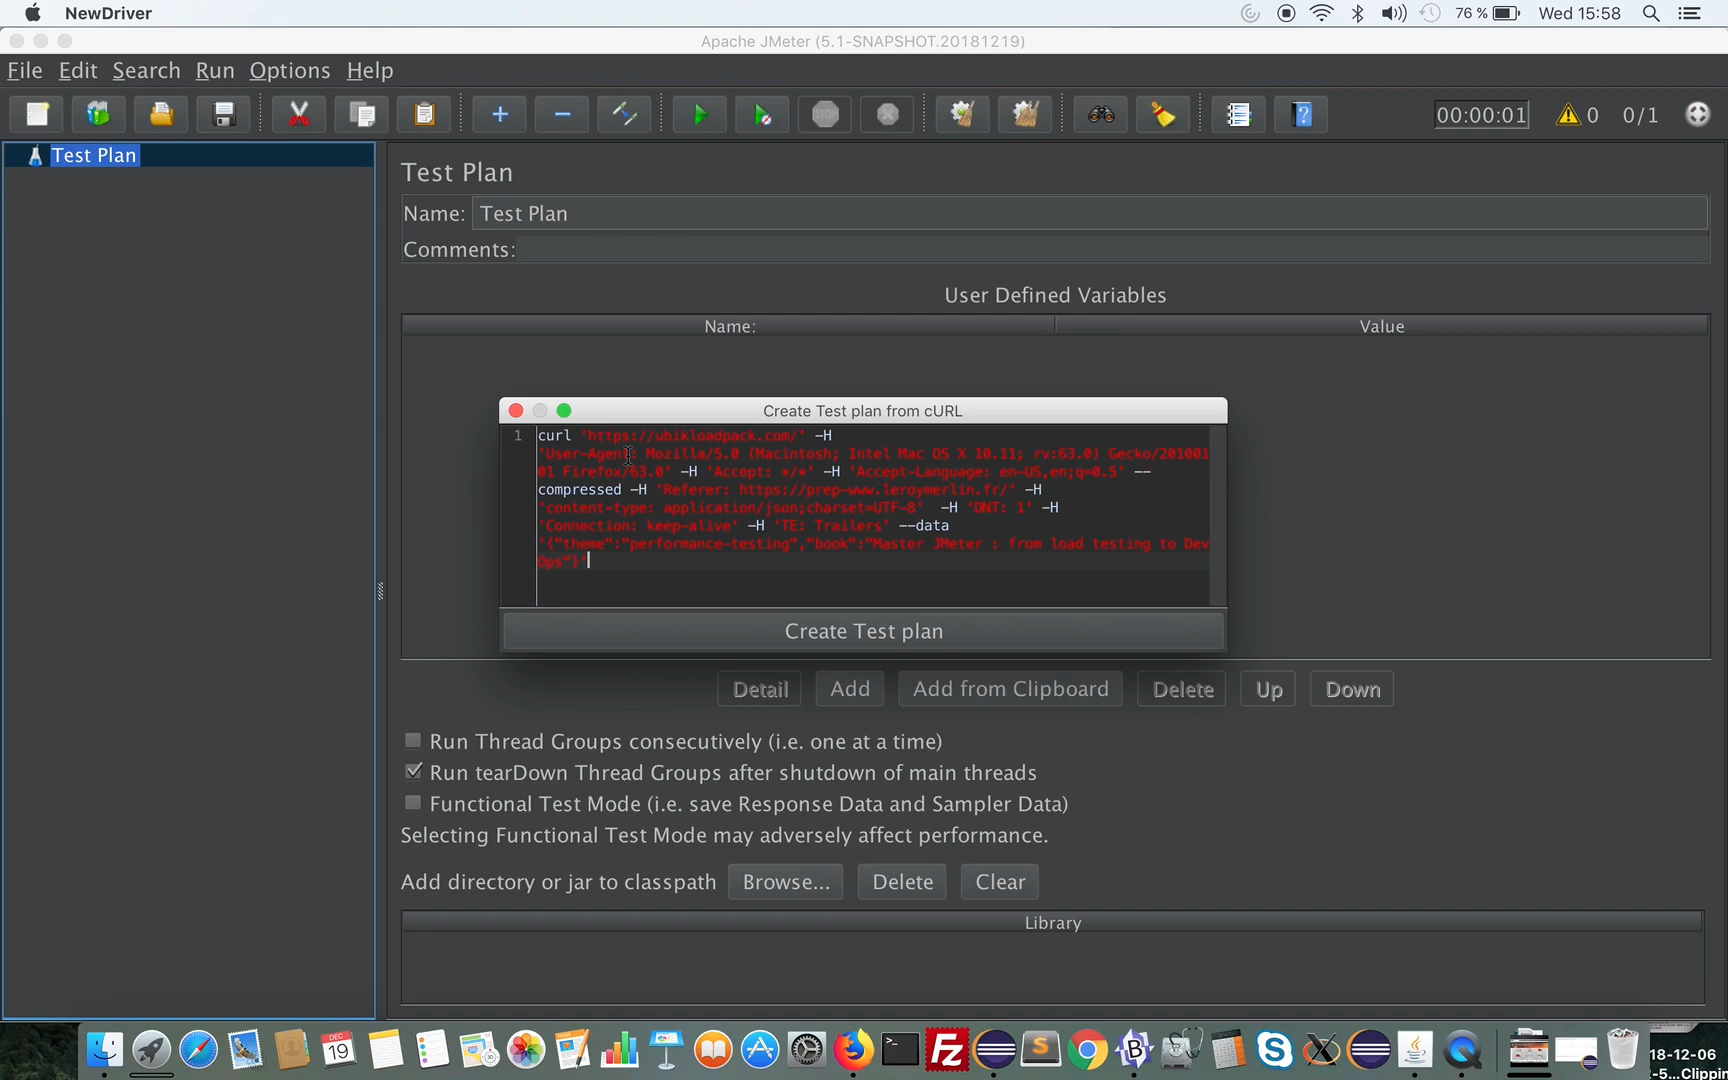 NewDriver
76 %
Wed 15:58
Apache JMeter (5.1-SNAPSHOT.20181219)
File Edit Search Run Options Help
STOP
00:00:01
0
0/1
Test Plan
Test Plan
Name: Test Plan
Comments:
User Defined Variables
Name: Value
Create Test plan from cURL
1 curl 'https://ubikloadpack.com/' -H
'User-Agent: Mozilla/5.0 (Macintosh; Intel Mac OS X 10.11; rv:63.0) Gecko/201001
01 Firefox/63.0' -H 'Accept: */*' -H 'Accept-Language: en-US,en;q=0.5' --
compressed -H 'Referer: https://prep-www.leroymerlin.fr/' -H
'content-type: application/json;charset=UTF-8'  -H 'DNT: 1' -H
'Connection: keep-alive' -H 'TE: Trailers' --data
'{"theme":"performance-testing","book":"Master JMeter : from load testing to Dev
Ops"}'
Create Test plan
Detail Add Add from Clipboard Delete Up Down
Run Thread Groups consecutively (i.e. one at a time)
Run tearDown Thread Groups after shutdown of main threads
Functional Test Mode (i.e. save Response Data and Sampler Data)
Selecting Functional Test Mode may adversely affect performance.
Add directory or jar to classpath Browse... Delete Clear
Library
DEC
19
18-12-06
-5...Clippin